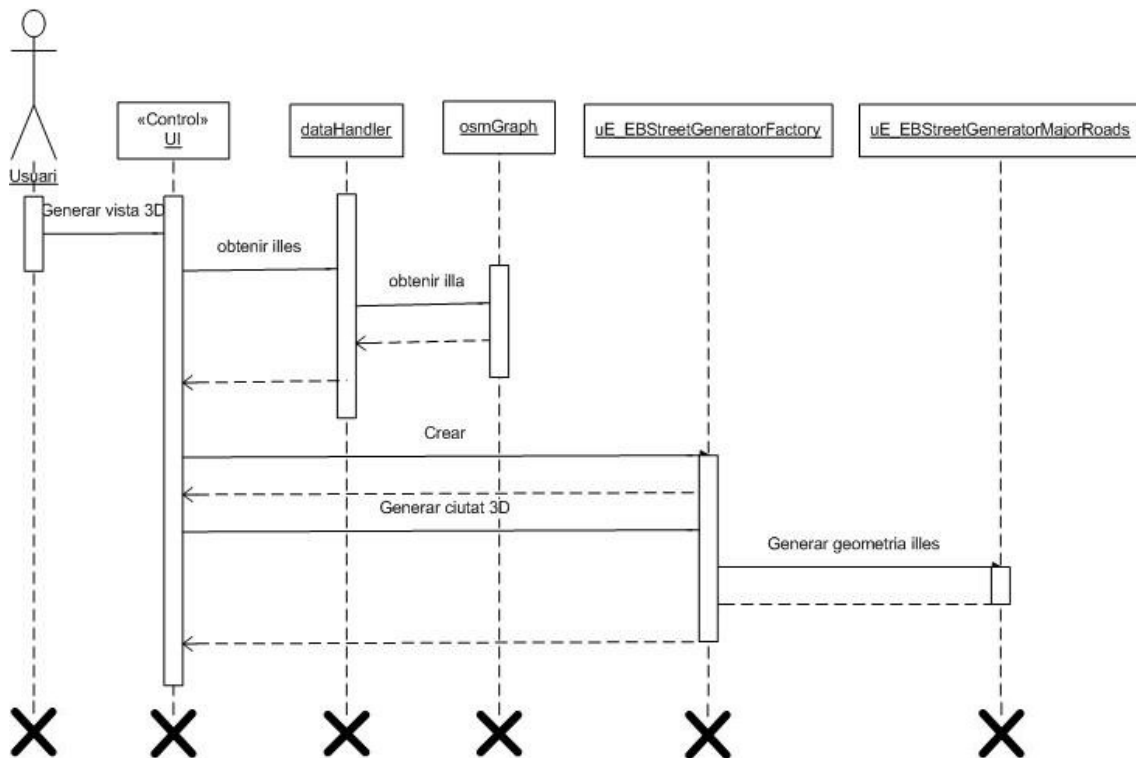 Usuari
«Control»
UI
dataHandler
osmGraph
uE_EBStreetGeneratorFactory
uE_EBStreetGeneratorMajorRoads
Generar vista 3D
obtenir illes
obtenir illa
Crear
Generar ciutat 3D
Generar geometria illes